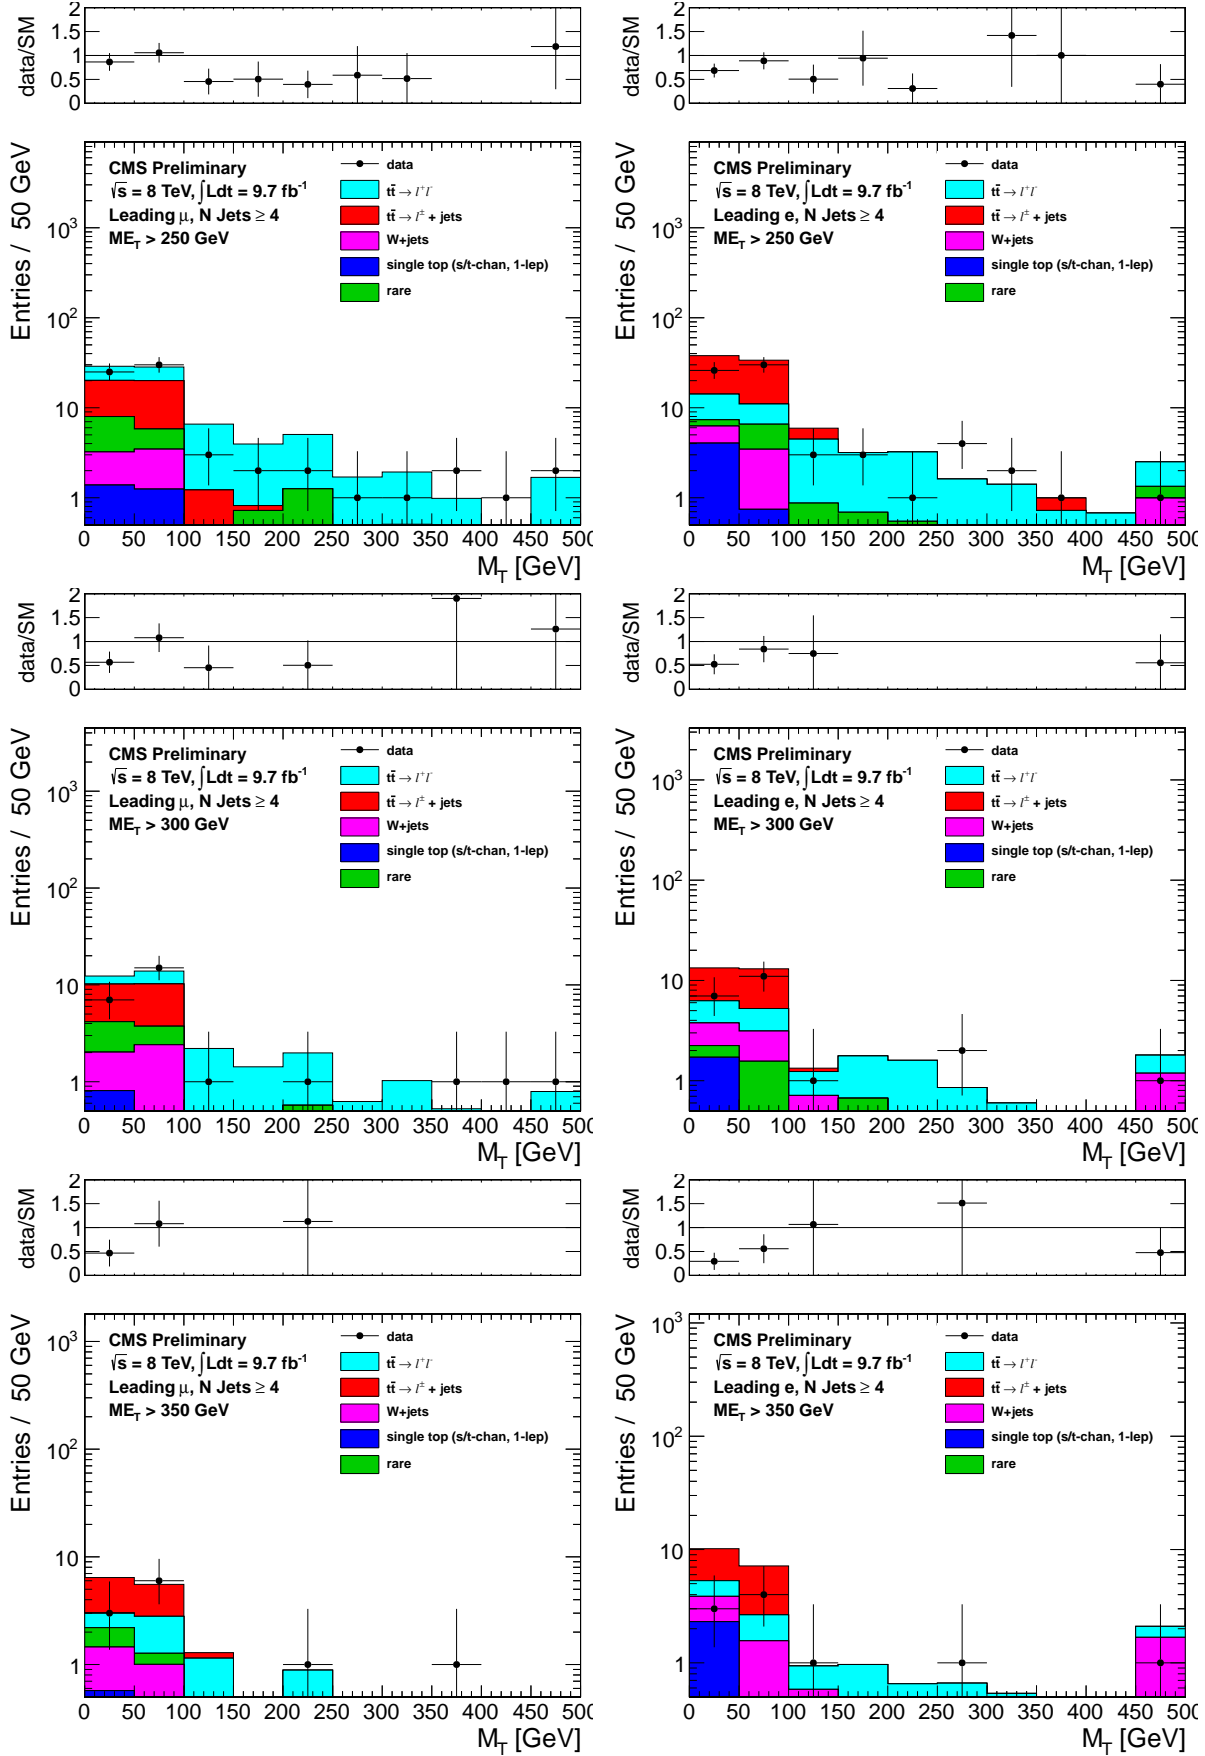 2
1.5
1
0.5
0
data/SM
Entries / 50 GeV
10³
10²
10
1
CMS Preliminary
√s = 8 TeV, ∫Ldt = 9.7 fb⁻¹
Leading μ, N Jets ≥ 4
ME_T > 250 GeV
data
tt̄ → l⁺l⁻
tt̄ → l± + jets
W+jets
single top (s/t-chan, 1-lep)
rare
0 50 100 150 200 250 300 350 400 450 500
M_T [GeV]
2
1.5
1
0.5
0
data/SM
Entries / 50 GeV
10³
10²
10
1
CMS Preliminary
√s = 8 TeV, ∫Ldt = 9.7 fb⁻¹
Leading e, N Jets ≥ 4
ME_T > 250 GeV
data
tt̄ → l⁺l⁻
tt̄ → l± + jets
W+jets
single top (s/t-chan, 1-lep)
rare
0 50 100 150 200 250 300 350 400 450 500
M_T [GeV]
2
1.5
1
0.5
0
data/SM
Entries / 50 GeV
10³
10²
10
1
CMS Preliminary
√s = 8 TeV, ∫Ldt = 9.7 fb⁻¹
Leading μ, N Jets ≥ 4
ME_T > 300 GeV
data
tt̄ → l⁺l⁻
tt̄ → l± + jets
W+jets
single top (s/t-chan, 1-lep)
rare
0 50 100 150 200 250 300 350 400 450 500
M_T [GeV]
2
1.5
1
0.5
0
data/SM
Entries / 50 GeV
10³
10²
10
1
CMS Preliminary
√s = 8 TeV, ∫Ldt = 9.7 fb⁻¹
Leading e, N Jets ≥ 4
ME_T > 300 GeV
data
tt̄ → l⁺l⁻
tt̄ → l± + jets
W+jets
single top (s/t-chan, 1-lep)
rare
0 50 100 150 200 250 300 350 400 450 500
M_T [GeV]
2
1.5
1
0.5
0
data/SM
Entries / 50 GeV
10³
10²
10
1
CMS Preliminary
√s = 8 TeV, ∫Ldt = 9.7 fb⁻¹
Leading μ, N Jets ≥ 4
ME_T > 350 GeV
data
tt̄ → l⁺l⁻
tt̄ → l± + jets
W+jets
single top (s/t-chan, 1-lep)
rare
0 50 100 150 200 250 300 350 400 450 500
M_T [GeV]
2
1.5
1
0.5
0
data/SM
Entries / 50 GeV
10³
10²
10
1
CMS Preliminary
√s = 8 TeV, ∫Ldt = 9.7 fb⁻¹
Leading e, N Jets ≥ 4
ME_T > 350 GeV
data
tt̄ → l⁺l⁻
tt̄ → l± + jets
W+jets
single top (s/t-chan, 1-lep)
rare
0 50 100 150 200 250 300 350 400 450 500
M_T [GeV]